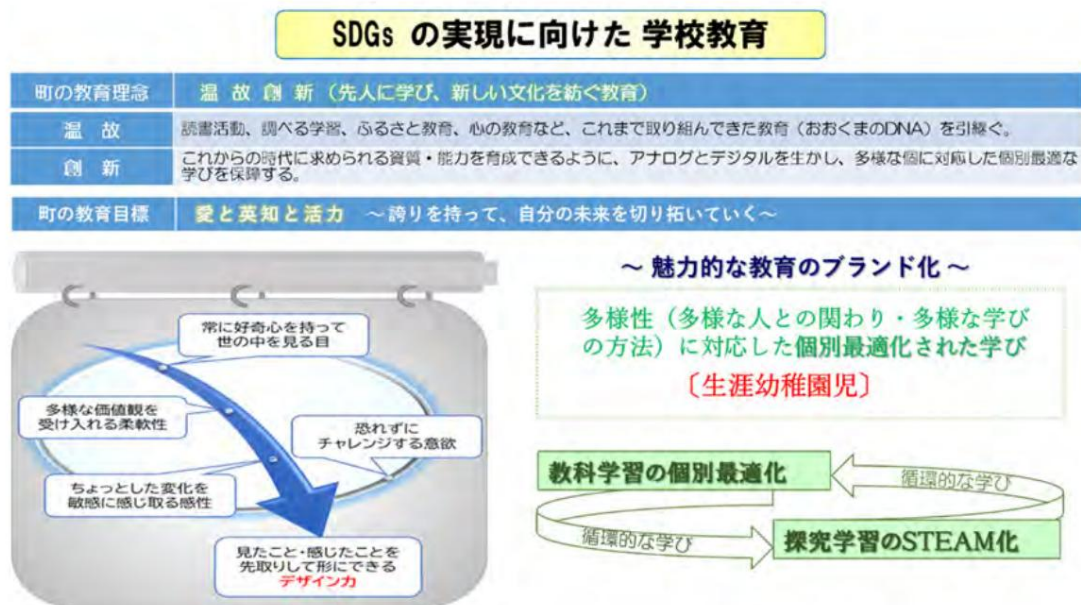 SDGs の実現に向けた 学校教育
町の教育理念 温 故 創 新（先人に学び、新しい文化を紡ぐ教育）
温 故 読書活動、調べる学習、ふるさと教育、心の教育など、これまで取り組んできた教育（おおくまのDNA）を引継ぐ。
創 新 これからの時代に求められる資質・能力を育成できるように、アナログとデジタルを生かし、多様な個に対応した個別最適な
学びを保障する。
町の教育目標 愛と英知と活力 ～誇りを持って、自分の未来を切り拓いていく～
常に好奇心を持って
世の中を見る目
多様な価値観を
受け入れる柔軟性
恐れずに
チャレンジする意欲
ちょっとした変化を
敏感に感じ取る感性
見たこと・感じたことを
先取りして形にできる
デザイン力
～ 魅力的な教育のブランド化 ～
多様性（多様な人との関わり・多様な学び
の方法）に対応した個別最適化された学び
〔生涯幼稚園児〕
教科学習の個別最適化
循環的な学び
循環的な学び
探究学習のSTEAM化